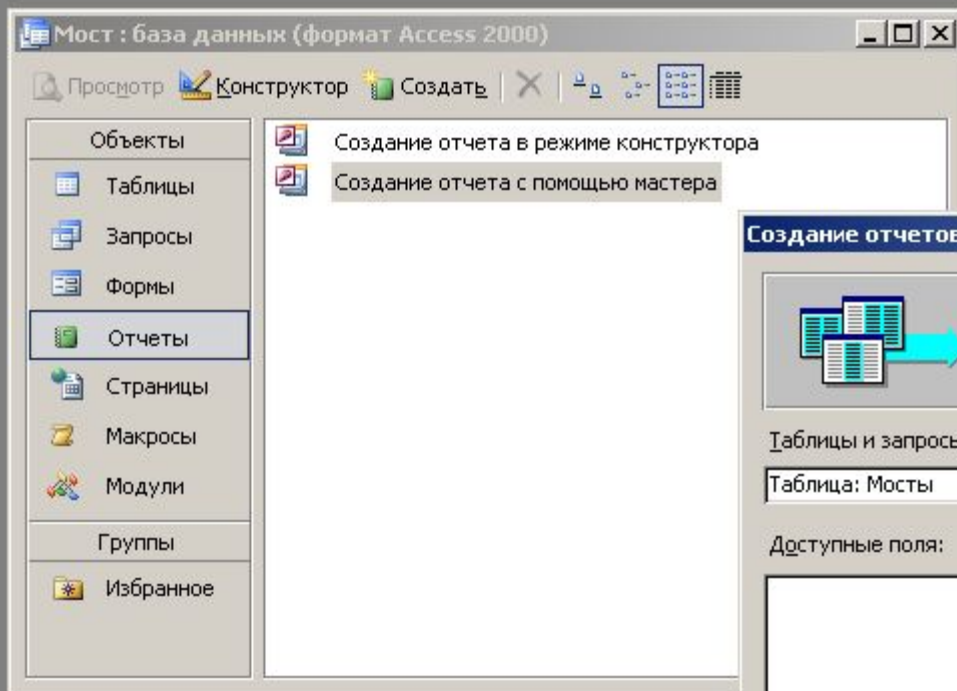 Мост : база данных (формат Access 2000)
Просмотр Конструктор Создать
Объекты
Таблицы
Запросы
Формы
Отчеты
Страницы
Макросы
Модули
Группы
Избранное
Создание отчета в режиме конструктора
Создание отчета с помощью мастера
Создание отчетов
Таблицы и запросы
Таблица: Мосты
Доступные поля: